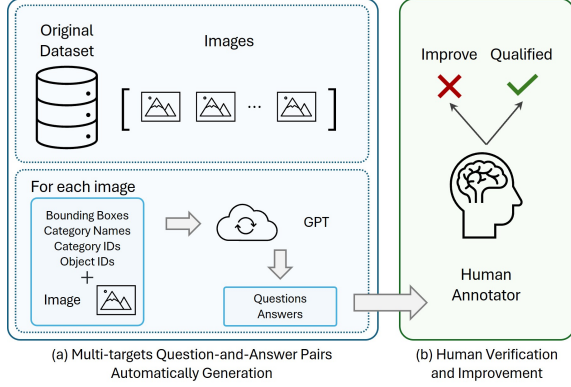 Original
Dataset
Images
[ ... ]
For each image
Bounding Boxes
Category Names
Category IDs
Object IDs
+
Image
GPT
Questions
Answers
(a) Multi-targets Question-and-Answer Pairs
Automatically Generation
Improve Qualified
Human
Annotator
(b) Human Verification
and Improvement